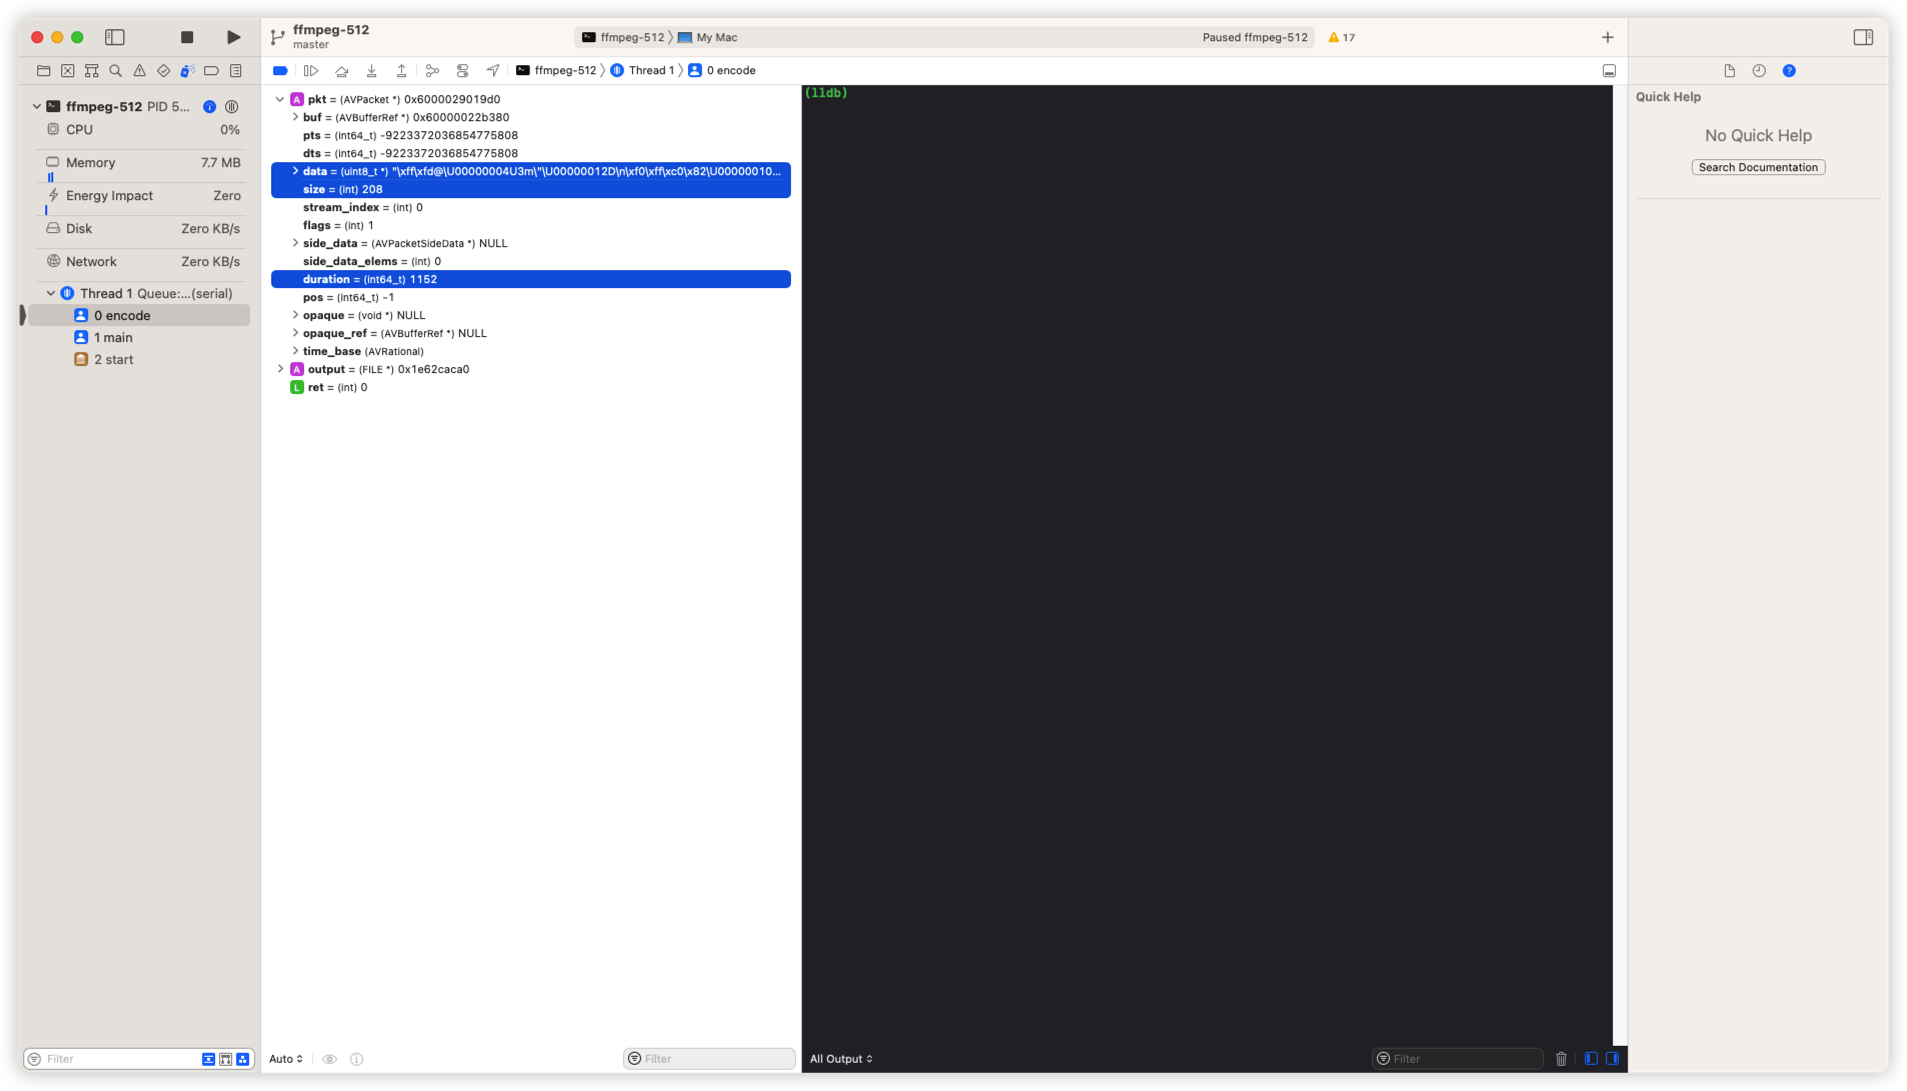 ffmpeg-512
master
ffmpeg-512 My Mac
Paused ffmpeg-512
17
ffmpeg-512 Thread 1 0 encode
ffmpeg-512 PID 5...
CPU 0%
Memory 7.7 MB
Energy Impact Zero
Disk Zero KB/s
Network Zero KB/s
Thread 1 Queue:...(serial)
0 encode
1 main
2 start
Filter
A pkt = (AVPacket *) 0x6000029019d0
buf = (AVBufferRef *) 0x60000022b380
pts = (int64_t) -9223372036854775808
dts = (int64_t) -9223372036854775808
data = (uint8_t *) "\xff\xfd@\U00000004U3m\"\U00000012D\n\xf0\xff\xc0\x82\U00000010...
size = (int) 208
stream_index = (int) 0
flags = (int) 1
side_data = (AVPacketSideData *) NULL
side_data_elems = (int) 0
duration = (int64_t) 1152
pos = (int64_t) -1
opaque = (void *) NULL
opaque_ref = (AVBufferRef *) NULL
time_base (AVRational)
A output = (FILE *) 0x1e62caca0
L ret = (int) 0
Auto
Filter
(lldb)
All Output
Filter
Quick Help
No Quick Help
Search Documentation